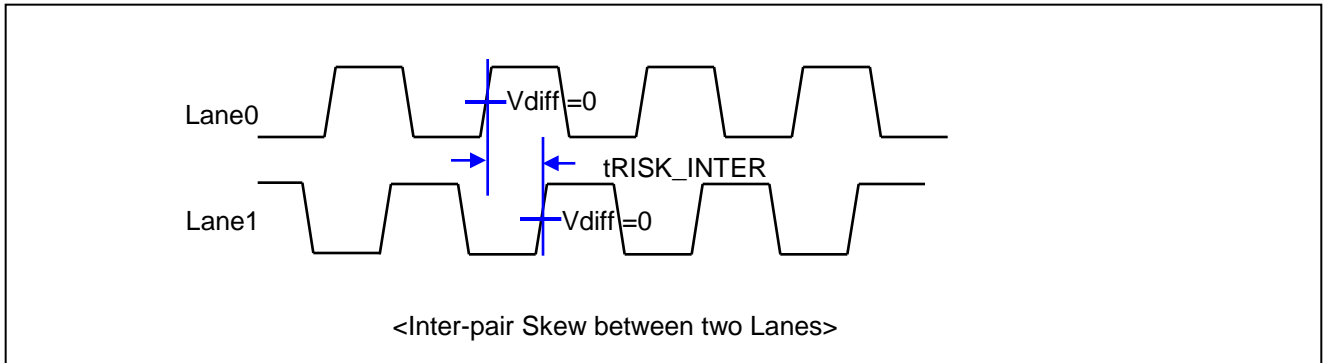 Lane0
Vdiff =0
tRISK_INTER
Lane1
Vdiff =0
<Inter-pair Skew between two Lanes>